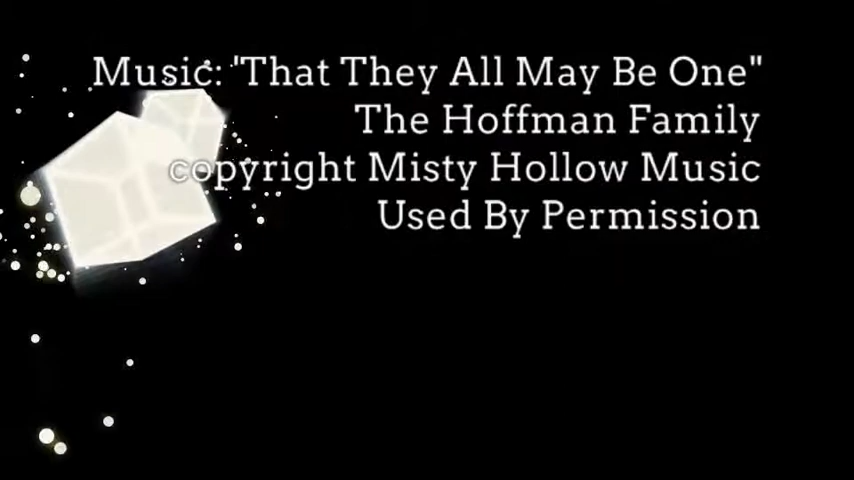 Music: "That They All May Be One"
The Hoffman Family
copyright Misty Hollow Music
Used By Permission